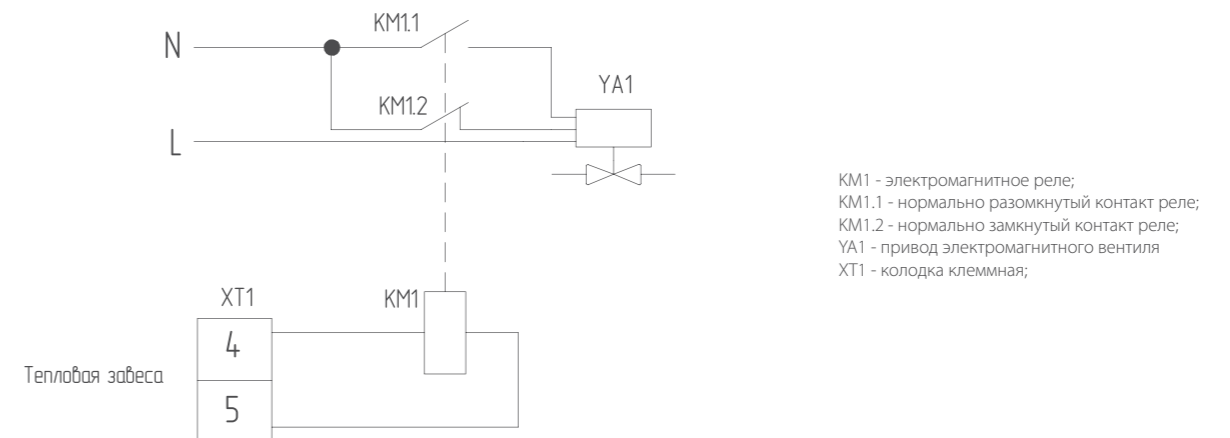 KM1.1
N
YA1
KM1.2
L
KM1 - электромагнитное реле;
KM1.1 - нормально разомкнутый контакт реле;
KM1.2 - нормально замкнутый контакт реле;
YA1 - привод электромагнитного вентиля
XT1 - колодка клеммная;
XT1
KM1
4
Тепловая завеса
5